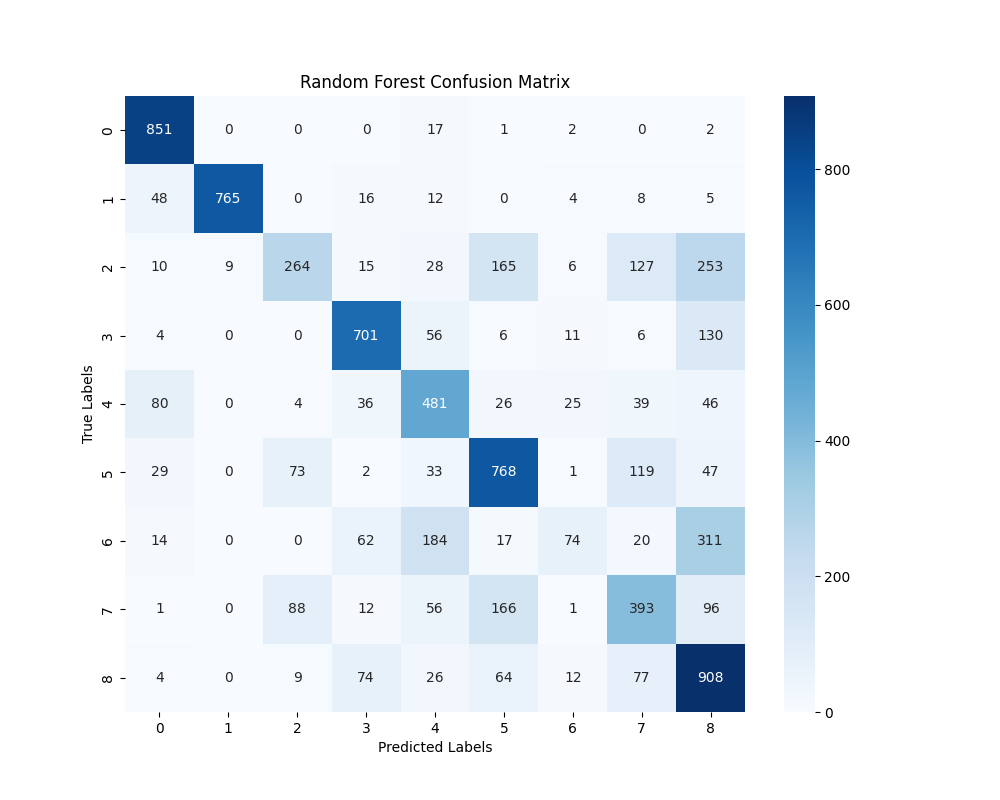 Random Forest Confusion Matrix
0 851 0 0 0 17 1 2 0 2
1 48 765 0 16 12 0 4 8 5
2 10 9 264 15 28 165 6 127 253
3 4 0 0 701 56 6 11 6 130
4 80 0 4 36 481 26 25 39 46
5 29 0 73 2 33 768 1 119 47
6 14 0 0 62 184 17 74 20 311
7 1 0 88 12 56 166 1 393 96
8 4 0 9 74 26 64 12 77 908
0 1 2 3 4 5 6 7 8
Predicted Labels
True Labels
800
600
400
200
0